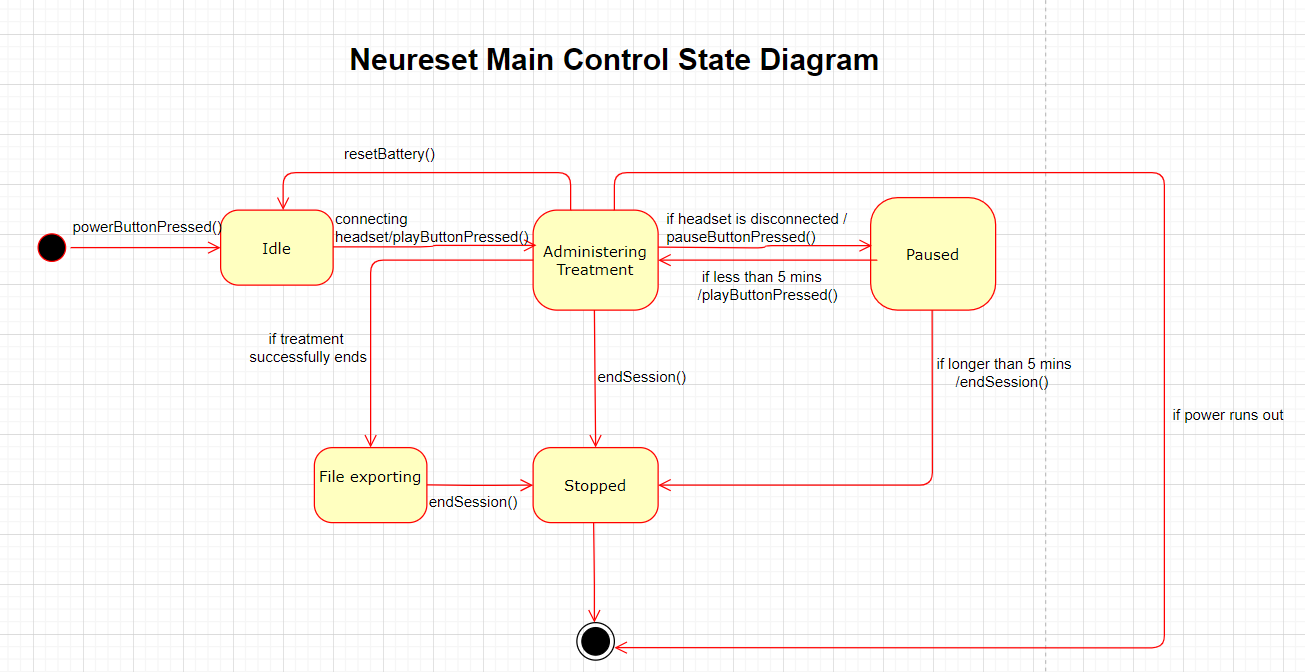 Neureset Main Control State Diagram
resetBattery()
powerButtonPressed()
Idle
connecting
headset/playButtonPressed()
Administering
Treatment
if headset is disconnected /
pauseButtonPressed()
if less than 5 mins
/playButtonPressed()
Paused
if treatment
successfully ends
endSession()
if longer than 5 mins
/endSession()
if power runs out
File exporting
endSession()
Stopped